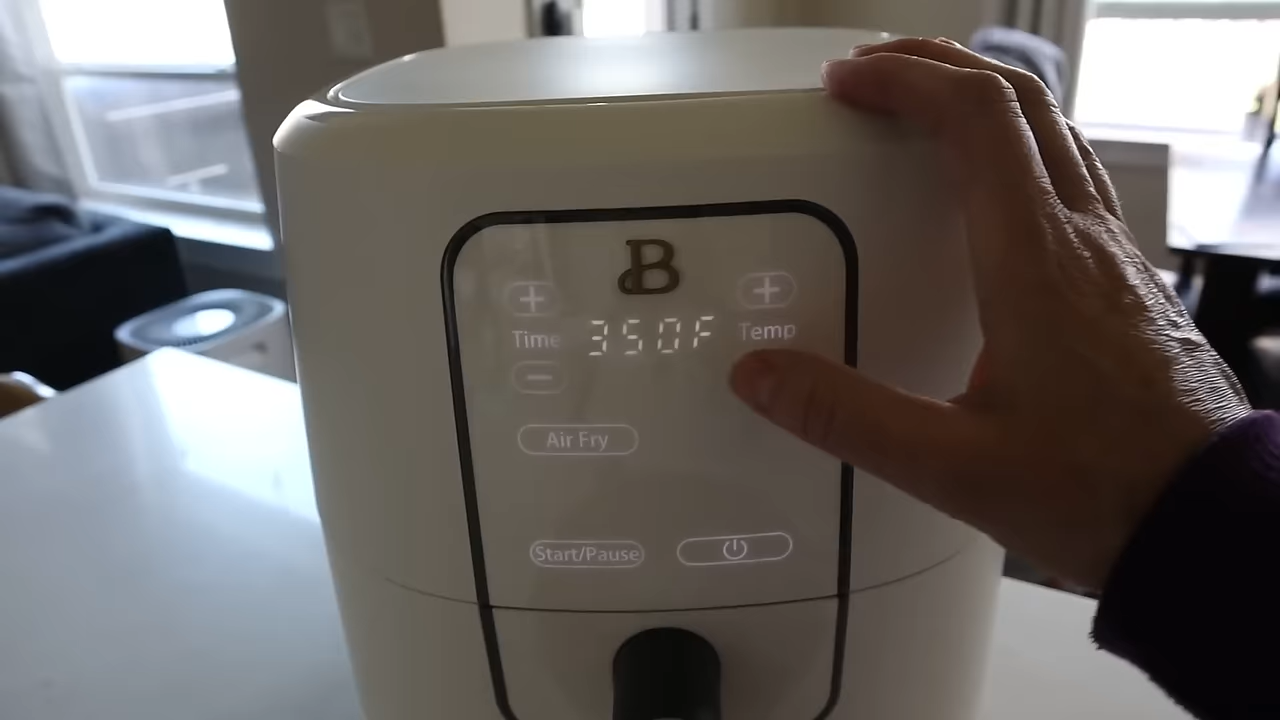 B
+ +
Time 350F Temp
−
Air Fry
Start/Pause